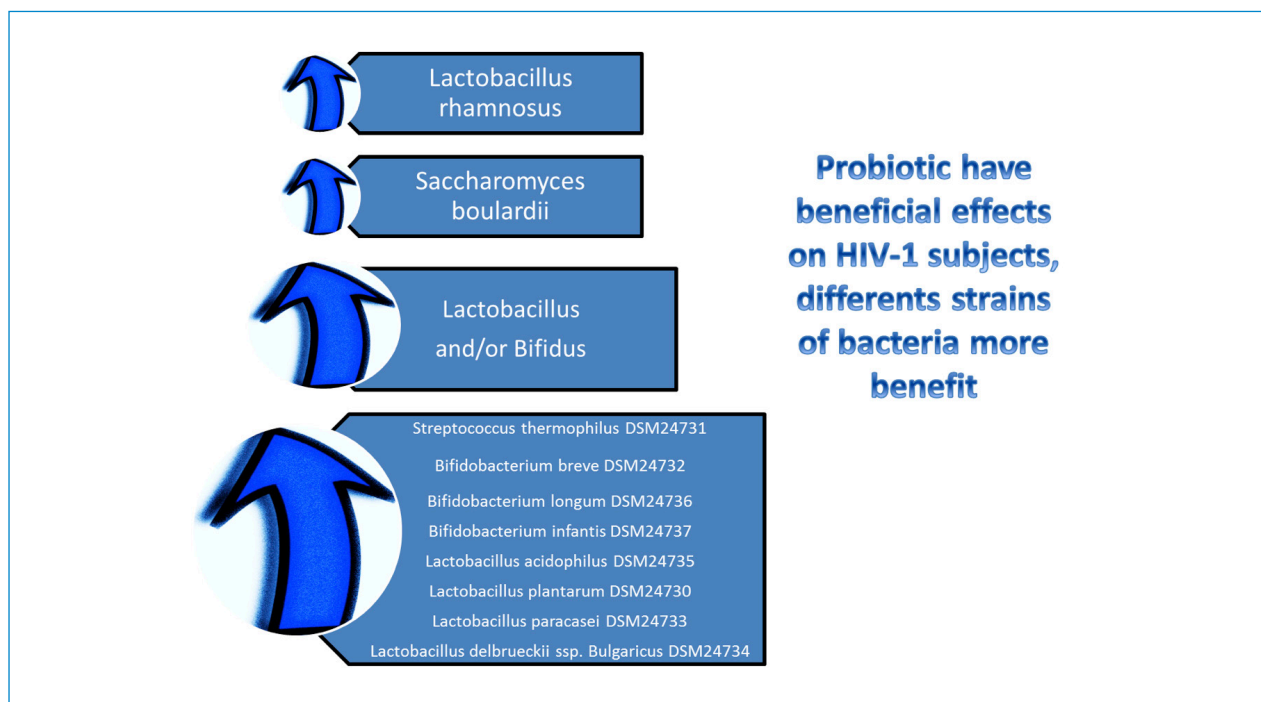 Lactobacillus
rhamnosus
Saccharomyces
boulardii
Lactobacillus
and/or Bifidus
Streptococcus thermophilus DSM24731
Bifidobacterium breve DSM24732
Bifidobacterium longum DSM24736
Bifidobacterium infantis DSM24737
Lactobacillus acidophilus DSM24735
Lactobacillus plantarum DSM24730
Lactobacillus paracasei DSM24733
Lactobacillus delbrueckii ssp. Bulgaricus DSM24734
Probiotic have
beneficial effects
on HIV-1 subjects,
differents strains
of bacteria more
benefit